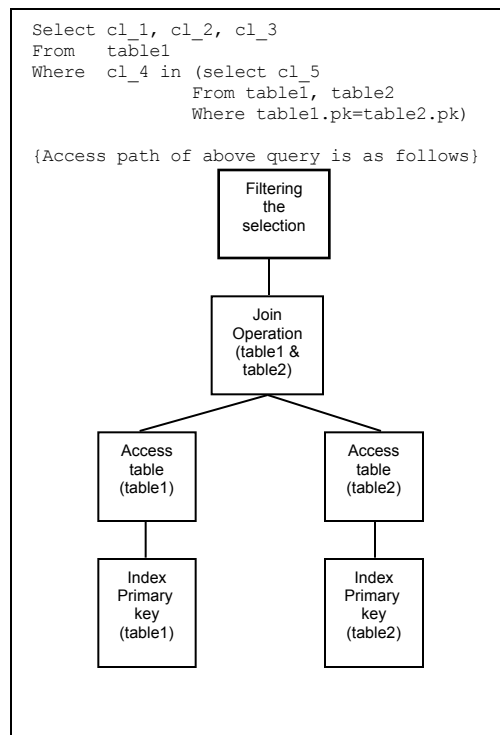 Select cl_1, cl_2, cl_3
From   table1
Where  cl_4 in (select cl_5
From table1, table2
Where table1.pk=table2.pk)
{Access path of above query is as follows}
Filtering
the
selection
Join
Operation
(table1 &
table2)
Access
table
(table1)
Access
table
(table2)
Index
Primary
key
(table1)
Index
Primary
key
(table2)